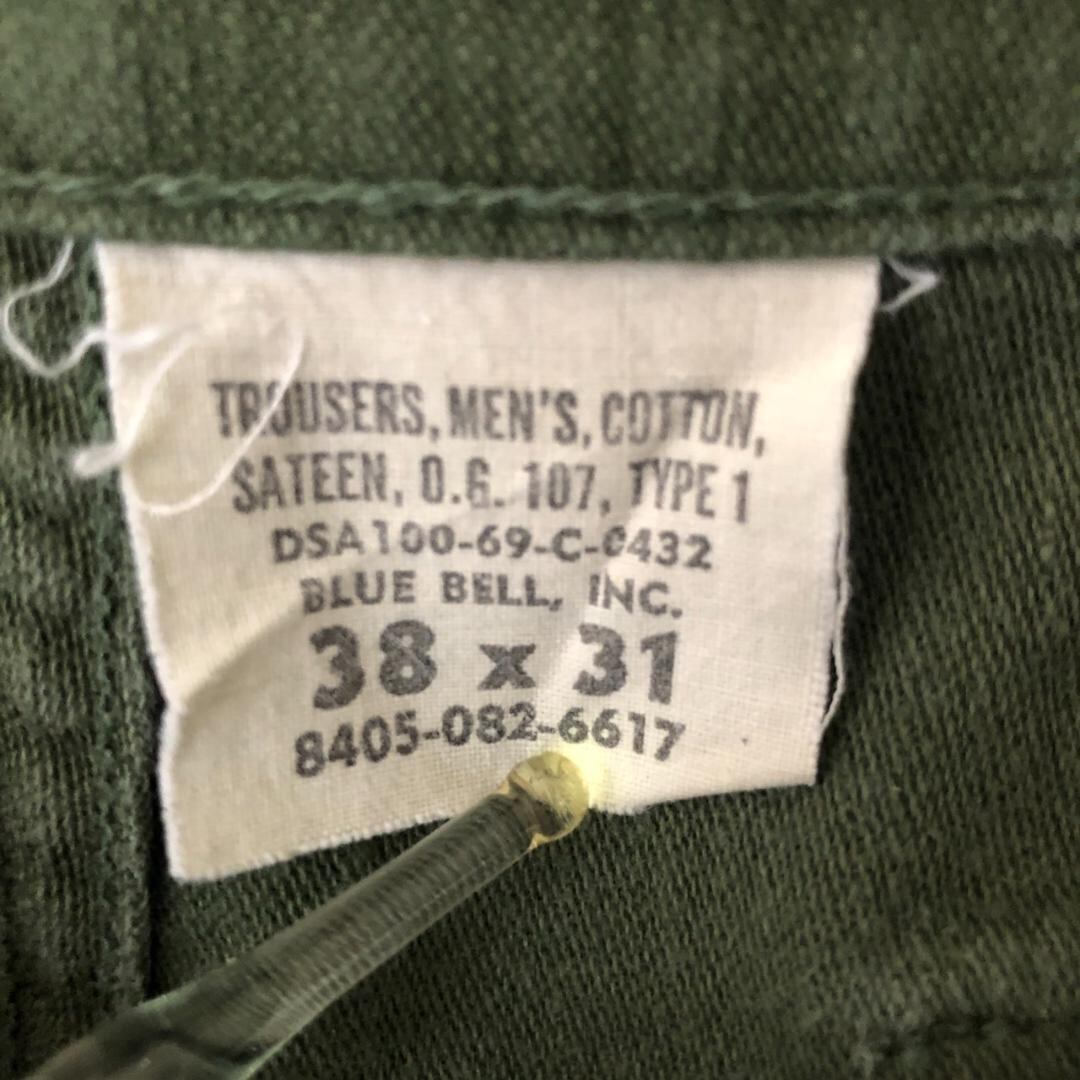 TROUSERS, MEN'S, COTTON,
SATEEN, O.G. 107, TYPE 1
DSA100-69-C-0432
BLUE BELL, INC.
38 x 31
8405-082-6617